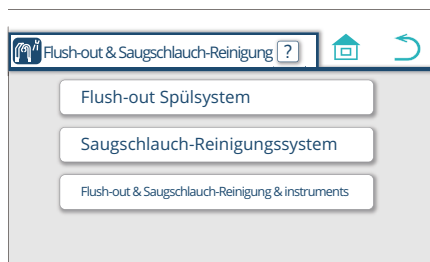 Flush-out & Saugschlauch-Reinigung ?
Flush-out Spülsystem
Saugschlauch-Reinigungssystem
Flush-out & Saugschlauch-Reinigung & instruments